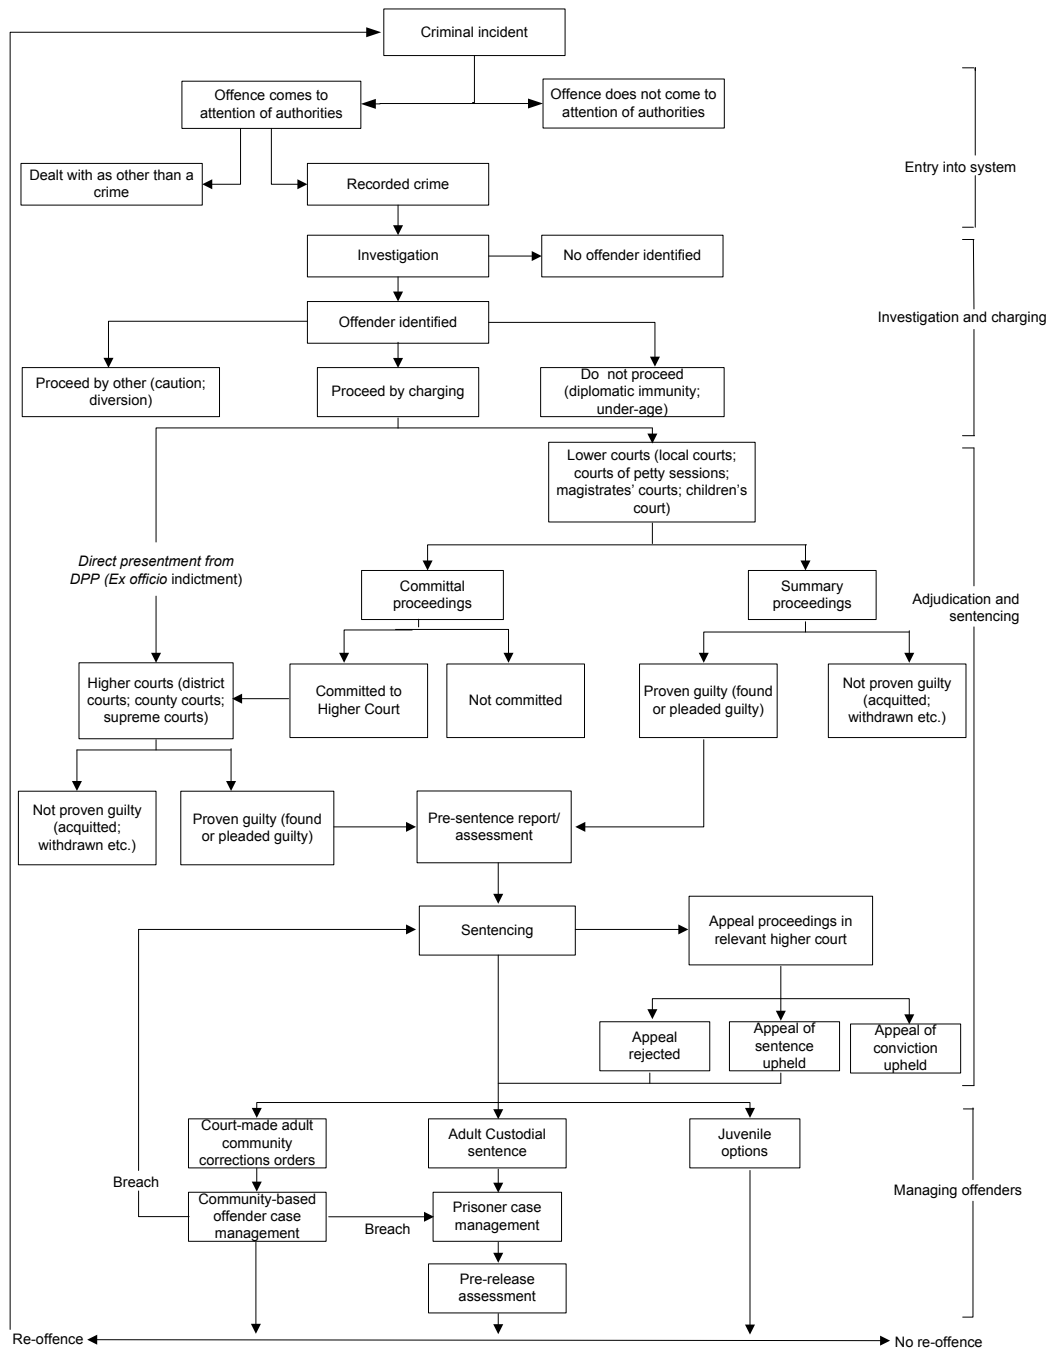 Criminal incident
Offence comes to
attention of authorities
Offence does not come to
attention of authorities
Entry into system
Dealt with as other than a
crime
Recorded crime
Investigation
No offender identified
Investigation and charging
Offender identified
Proceed by other (caution;
diversion)
Proceed by charging
Do not proceed
(diplomatic immunity;
under-age)
Lower courts (local courts;
courts of petty sessions;
magistrates' courts; children's
court)
Direct presentment from
DPP (Ex officio indictment)
Committal
proceedings
Summary
proceedings
Adjudication and
sentencing
Higher courts (district
courts; county courts;
supreme courts)
Committed to
Higher Court
Not committed
Proven guilty (found
or pleaded guilty)
Not proven guilty
(acquitted;
withdrawn etc.)
Not proven guilty
(acquitted;
withdrawn etc.)
Proven guilty (found
or pleaded guilty)
Pre-sentence report/
assessment
Sentencing
Appeal proceedings in
relevant higher court
Appeal
rejected
Appeal of
sentence
upheld
Appeal of
conviction
upheld
Court-made adult
community
corrections orders
Adult Custodial
sentence
Juvenile
options
Breach
Managing offenders
Community-based
offender case
management
Breach
Prisoner case
management
Pre-release
assessment
Re-offence
No re-offence